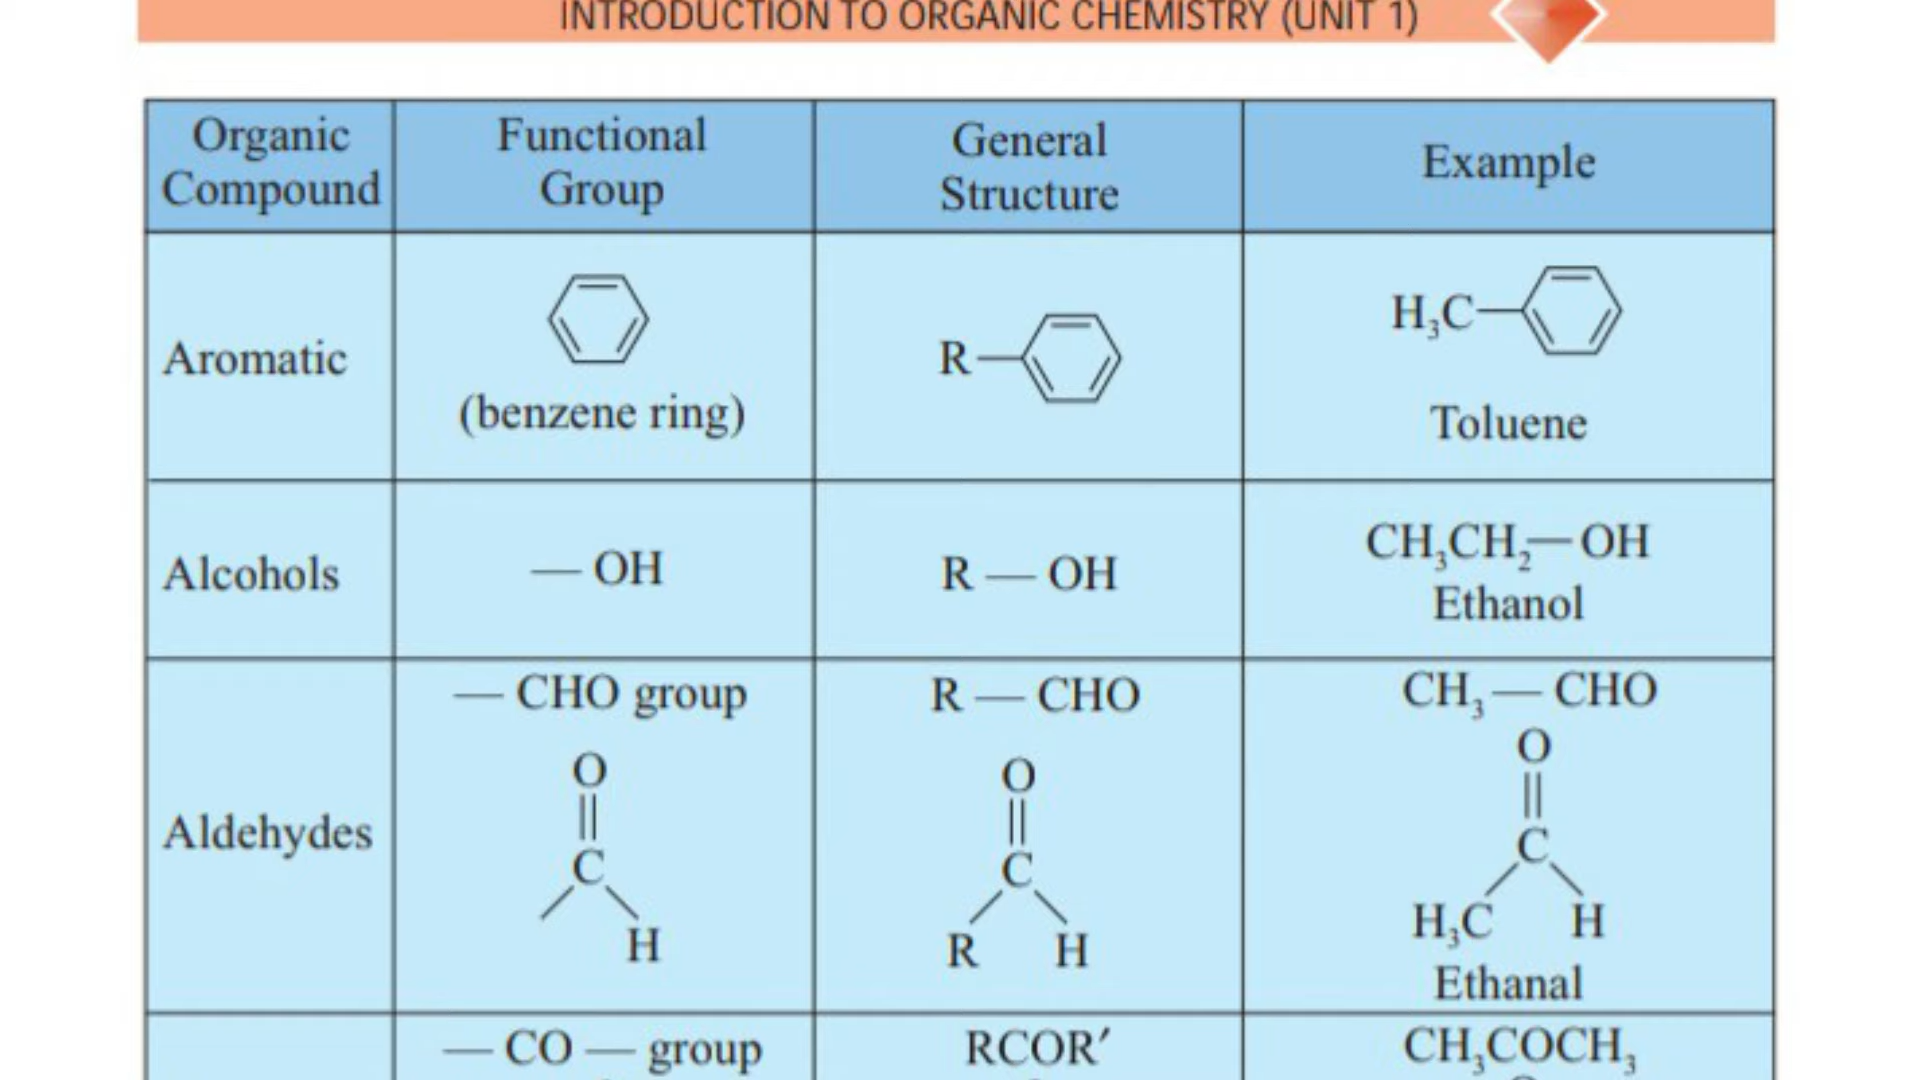 INTRODUCTION TO ORGANIC CHEMISTRY (UNIT 1)
Organic
Compound
Functional
Group
General
Structure
Example
Aromatic
(benzene ring)
R
H₃C
Toluene
Alcohols
— OH
R — OH
CH₃CH₂— OH
Ethanol
Aldehydes
— CHO group
O
C
H
R — CHO
O
C
R H
CH₃ — CHO
O
C
H₃C H
Ethanal
— CO — group
RCOR′
CH₃COCH₃